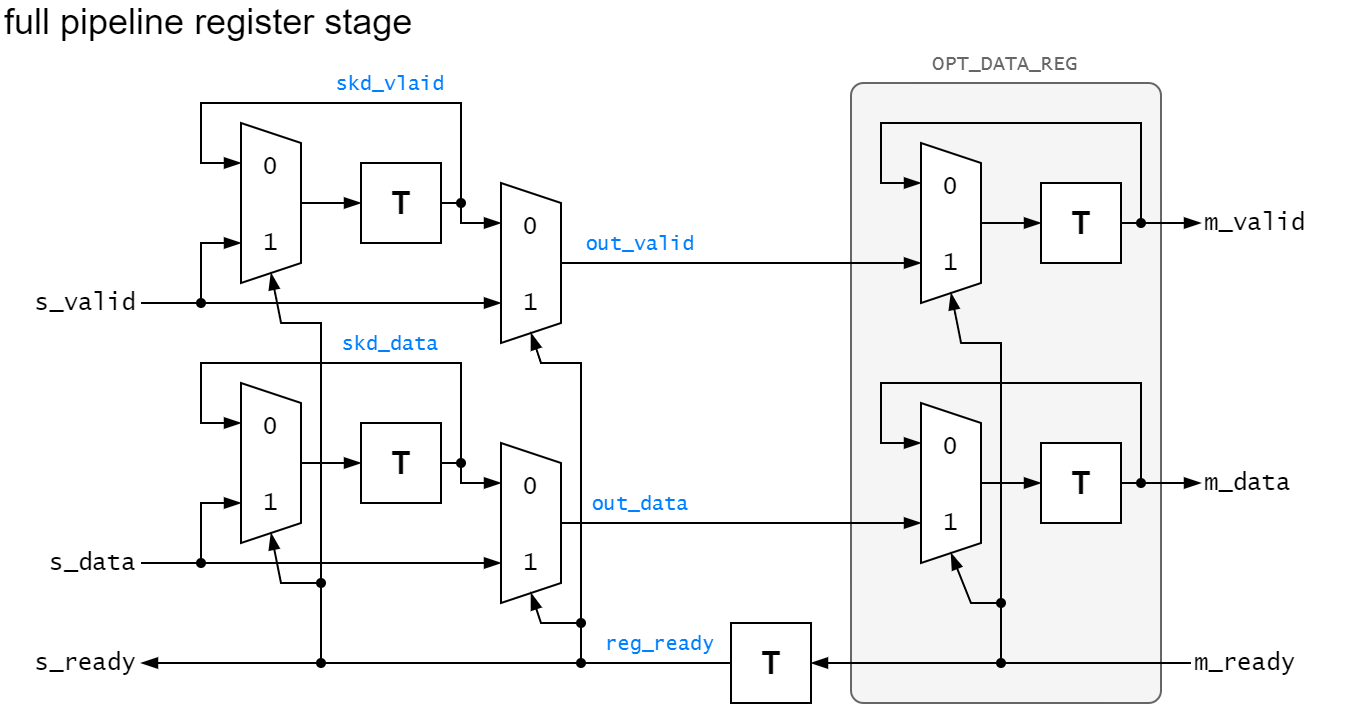 full pipeline register stage
OPT_DATA_REG
skd_vlaid
0
1
T
0
1
out_valid
0
1
T
m_valid
s_valid
skd_data
0
1
T
0
1
out_data
0
1
T
m_data
s_data
reg_ready
s_ready
T
m_ready